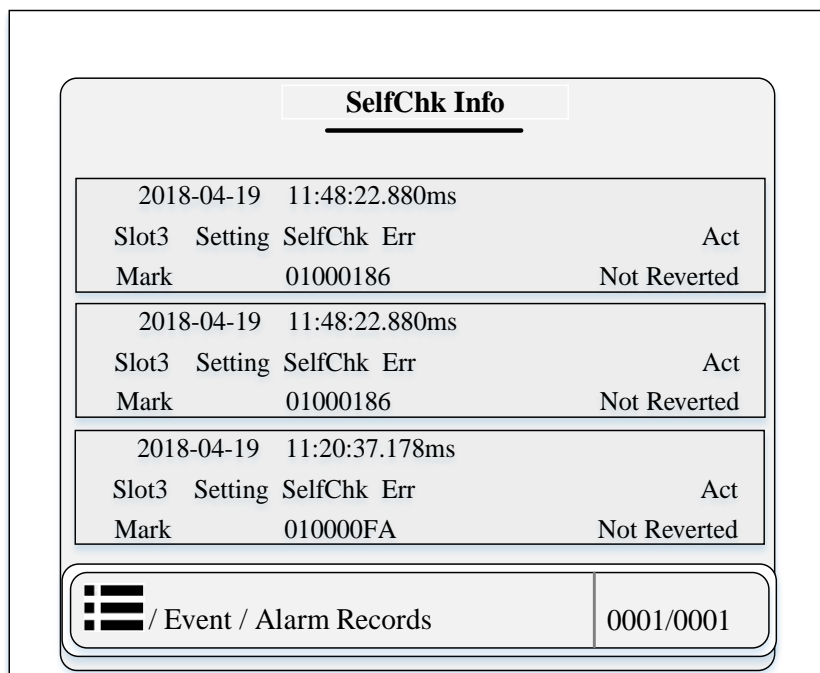 SelfChk Info
2018-04-19 11:48:22.880ms
Slot3 Setting SelfChk Err Act
Mark 01000186 Not Reverted
2018-04-19 11:48:22.880ms
Slot3 Setting SelfChk Err Act
Mark 01000186 Not Reverted
2018-04-19 11:20:37.178ms
Slot3 Setting SelfChk Err Act
Mark 010000FA Not Reverted
/ Event / Alarm Records 0001/0001